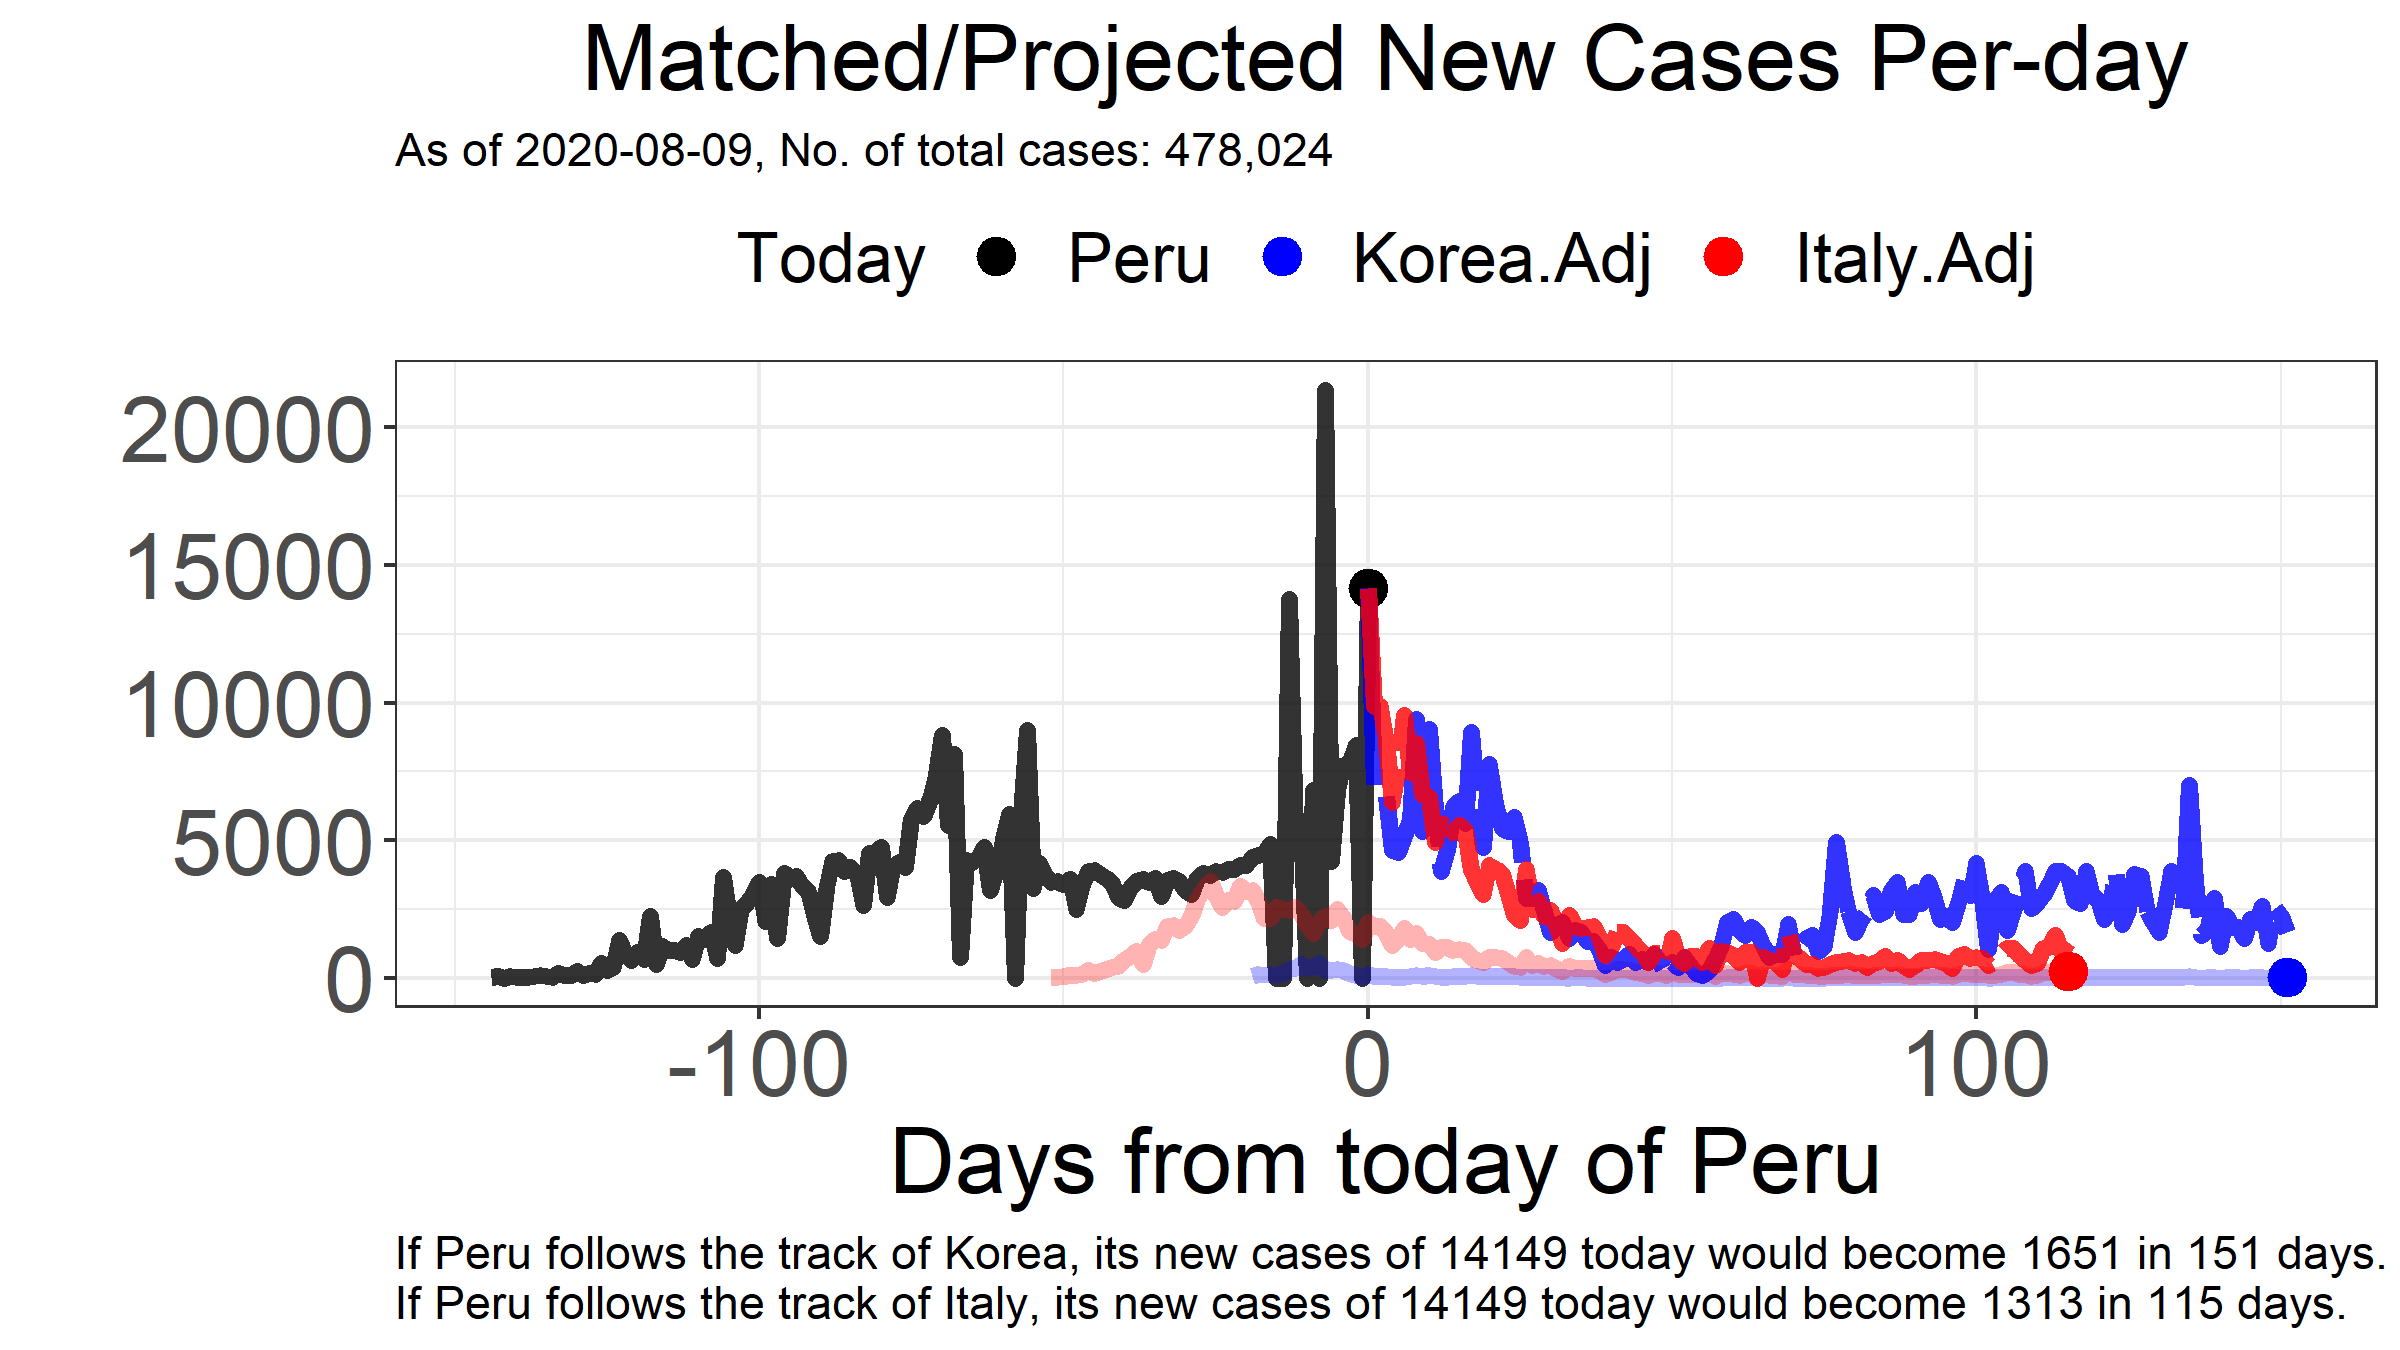 Matched/Projected New Cases Per-day
As of 2020-08-09, No. of total cases: 478,024
Today Peru Korea.Adj Italy.Adj
20000
15000
10000
5000
0
-100 0 100
Days from today of Peru
If Peru follows the track of Korea, its new cases of 14149 today would become 1651 in 151 days.
If Peru follows the track of Italy, its new cases of 14149 today would become 1313 in 115 days.